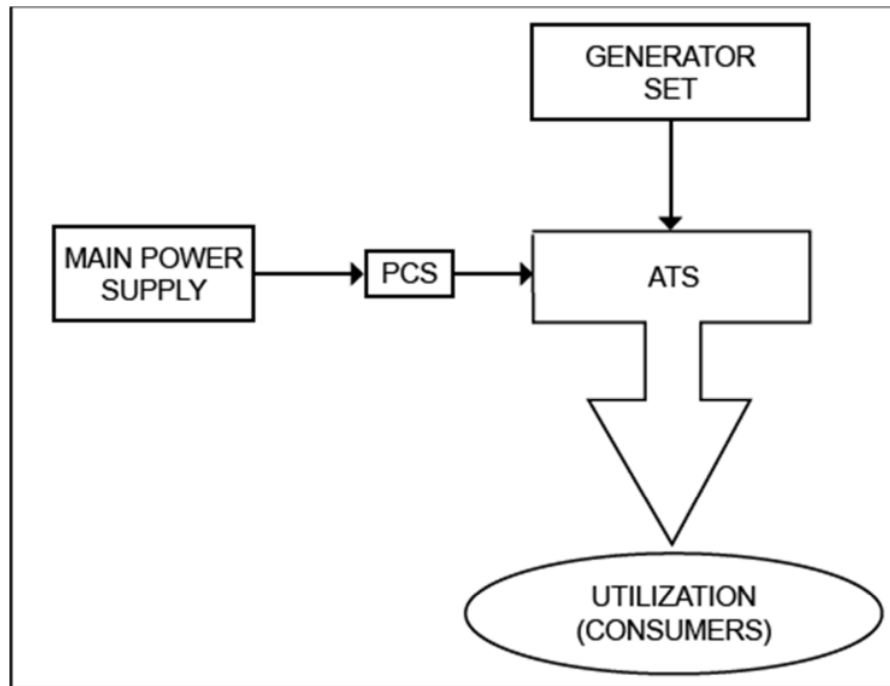 GENERATOR
SET
MAIN POWER
SUPPLY
PCS
ATS
UTILIZATION
(CONSUMERS)